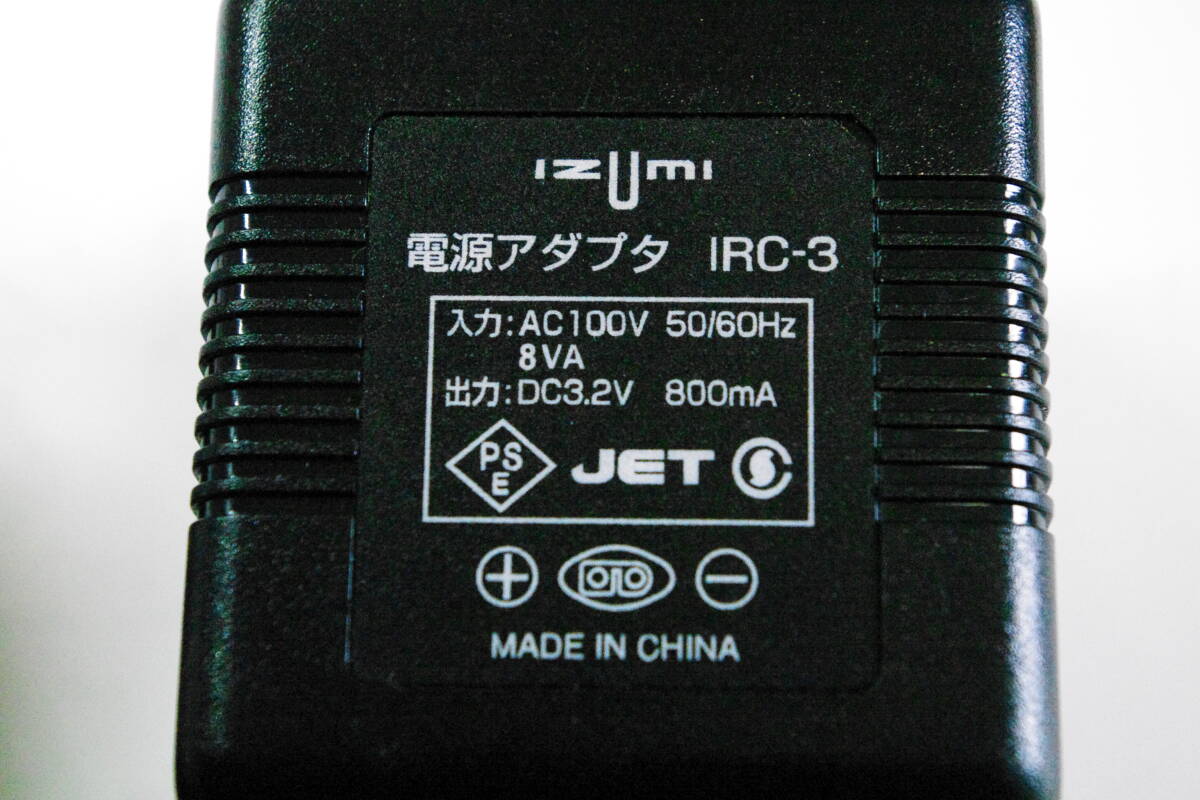 IZUMI
電源アダプタ IRC-3
入力:AC100V 50/60Hz
8VA
出力:DC3.2V 800mA
PSE JET
MADE IN CHINA